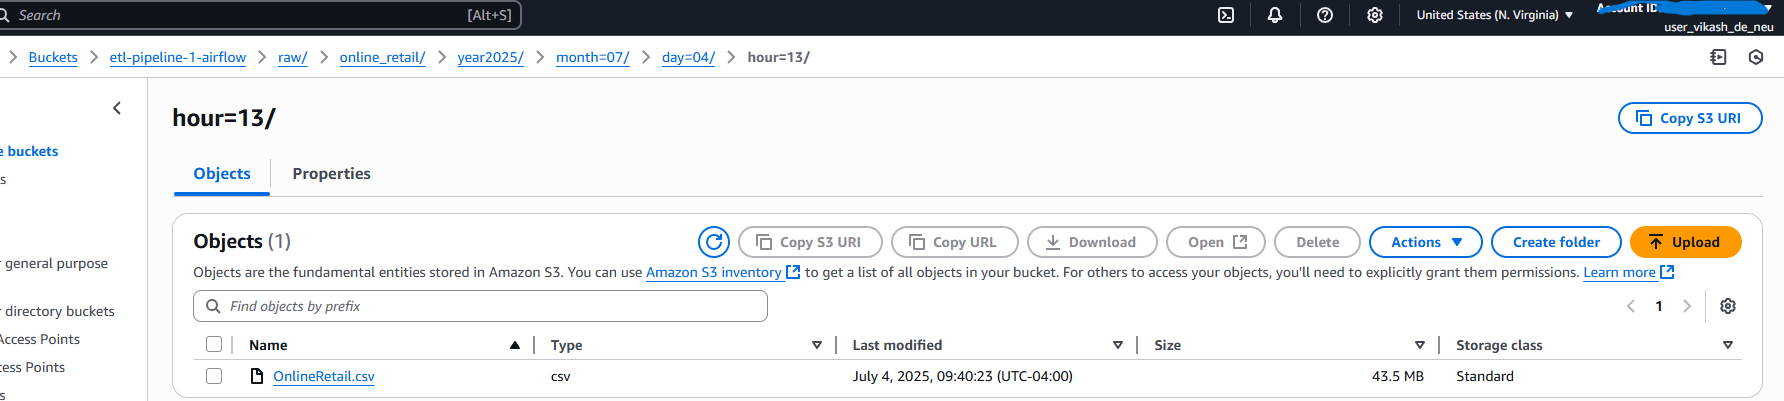 Search [Alt+S] United States (N. Virginia) Account ID:
user_vikash_de_neu
Buckets etl-pipeline-1-airflow raw/ online_retail/ year2025/ month=07/ day=04/ hour=13/
hour=13/ Copy S3 URI
buckets
Objects Properties
Objects (1) Copy S3 URI Copy URL Download Open Delete Actions Create folder Upload
general purpose
Objects are the fundamental entities stored in Amazon S3. You can use Amazon S3 inventory to get a list of all objects in your bucket. For others to access your objects, you'll need to explicitly grant them permissions. Learn more
Find objects by prefix 1
directory buckets
Access Points
Name Type Last modified Size Storage class
Points
OnlineRetail.csv csv July 4, 2025, 09:40:23 (UTC-04:00) 43.5 MB Standard